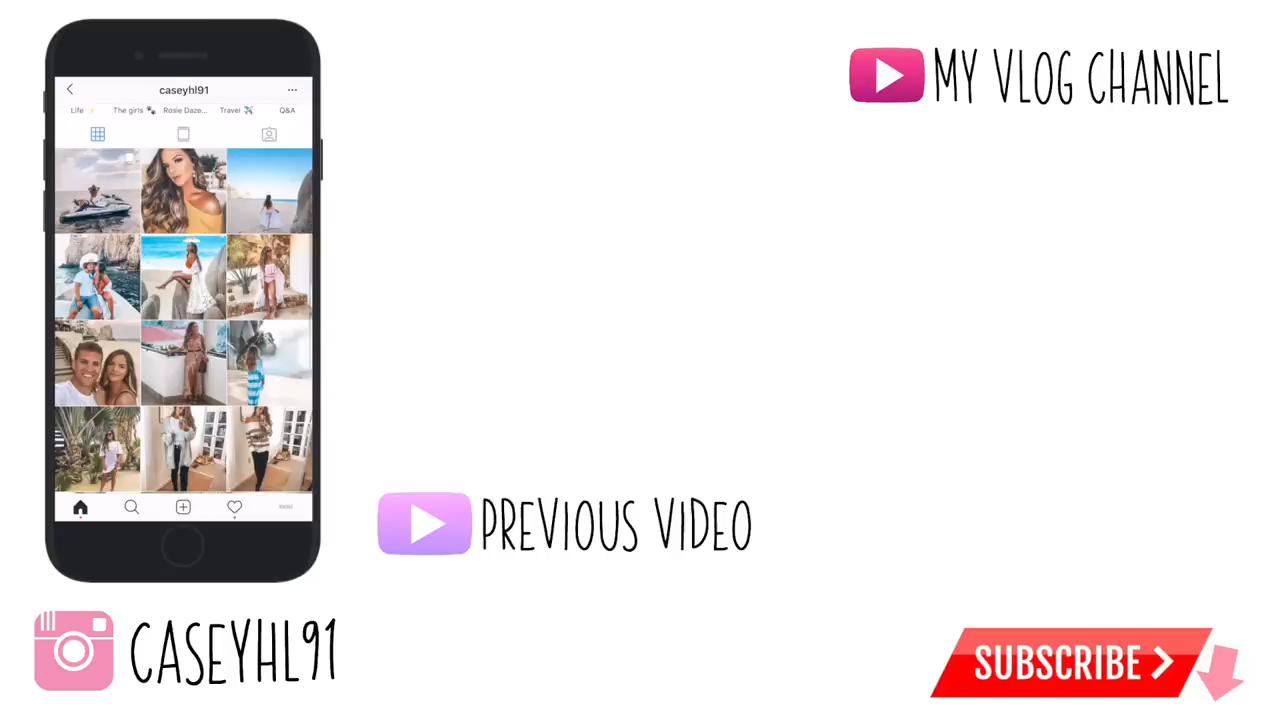 caseyhl91
Life The girls Rosie Daze... Travel Q&A
MY VLOG CHANNEL
PREVIOUS VIDEO
CASEYHL91
SUBSCRIBE